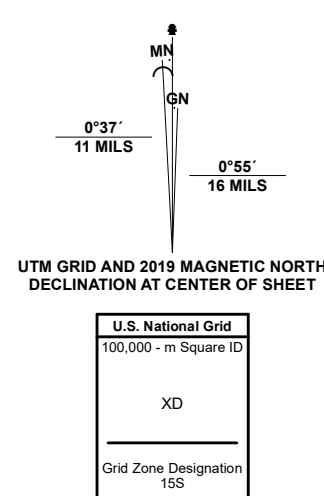 MN
GN
0°37´
11 MILS
0°55´
16 MILS
UTM GRID AND 2019 MAGNETIC NORTH
DECLINATION AT CENTER OF SHEET
U.S. National Grid
100,000 - m Square ID
XD
Grid Zone Designation
15S